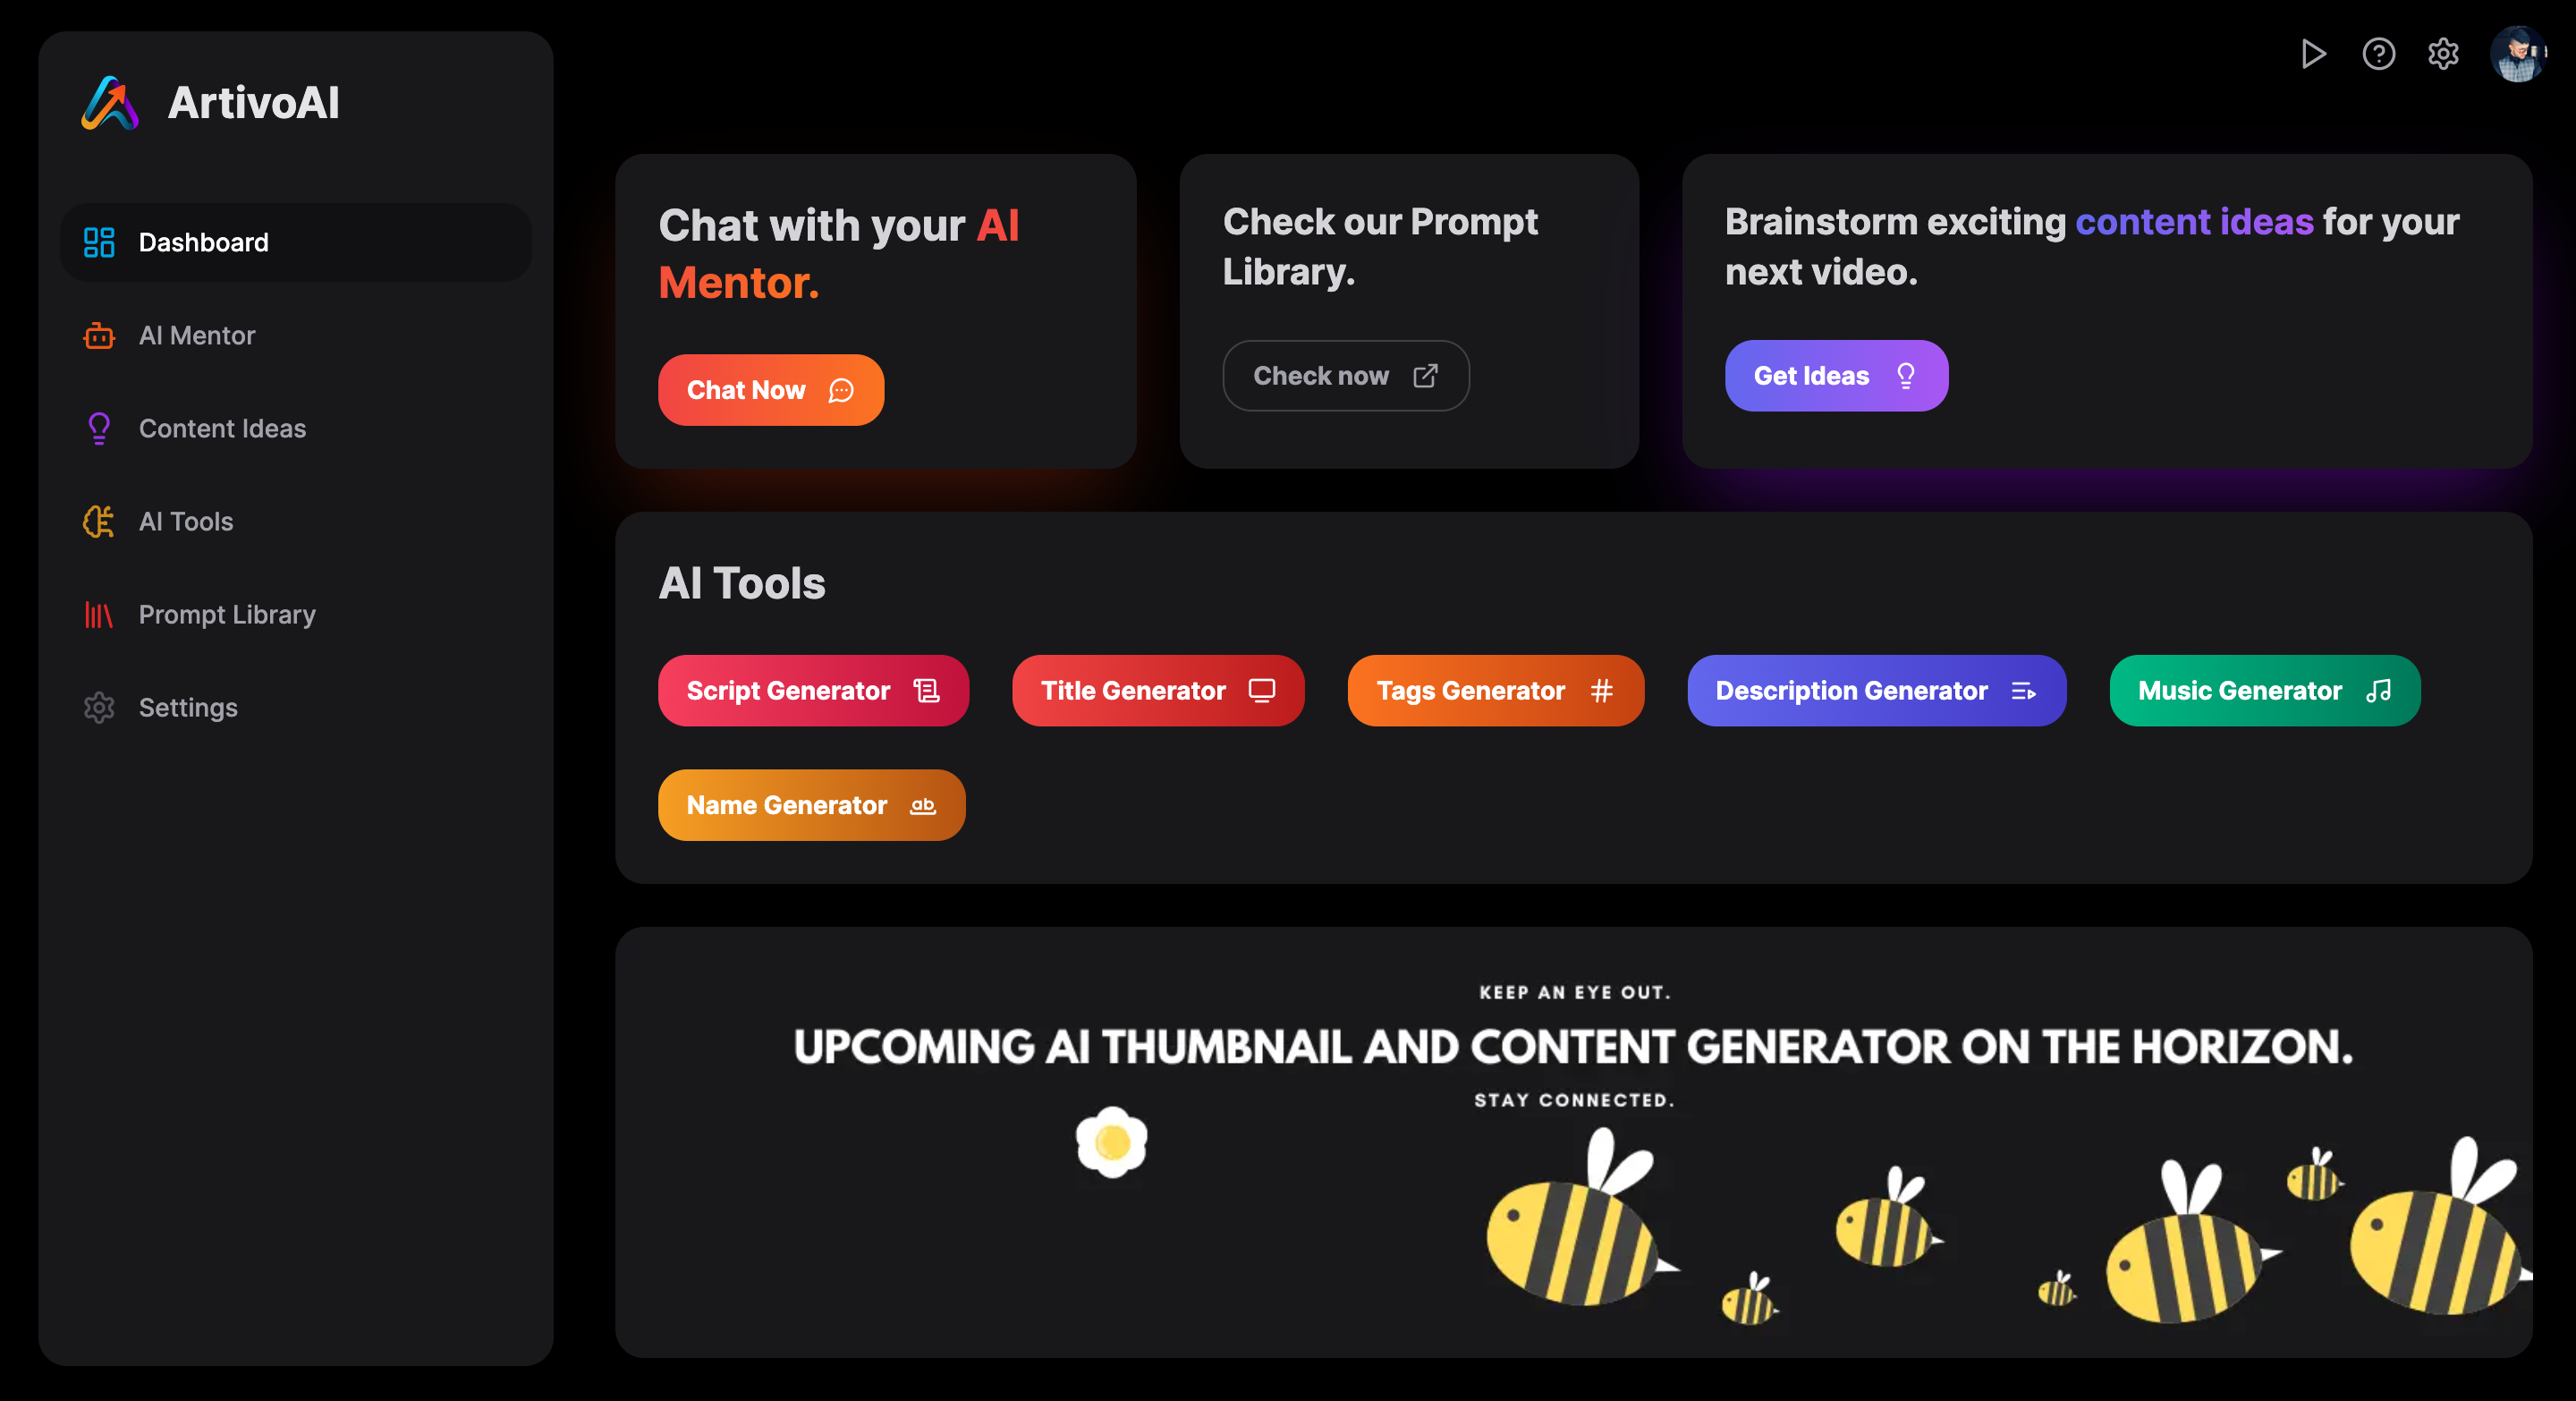 ArtivoAI
Dashboard
AI Mentor
Content Ideas
AI Tools
Prompt Library
Settings
Chat with your AI
Mentor.
Chat Now
Check our Prompt
Library.
Check now
Brainstorm exciting content ideas for your
next video.
Get Ideas
AI Tools
Script Generator
Title Generator
Tags Generator
Description Generator
Music Generator
Name Generator
KEEP AN EYE OUT.
UPCOMING AI THUMBNAIL AND CONTENT GENERATOR ON THE HORIZON.
STAY CONNECTED.